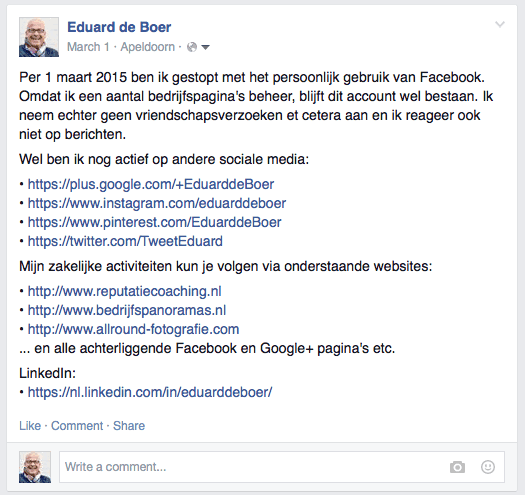 Eduard de Boer
March 1 · Apeldoorn ·
Per 1 maart 2015 ben ik gestopt met het persoonlijk gebruik van Facebook.
Omdat ik een aantal bedrijfspagina's beheer, blijft dit account wel bestaan. Ik
neem echter geen vriendschapsverzoeken et cetera aan en ik reageer ook
niet op berichten.
Wel ben ik nog actief op andere sociale media:
• https://plus.google.com/+EduarddeBoer
• https://www.instagram.com/eduarddeboer
• https://www.pinterest.com/EduarddeBoer
• https://twitter.com/TweetEduard
Mijn zakelijke activiteiten kun je volgen via onderstaande websites:
• http://www.reputatiecoaching.nl
• http://www.bedrijfspanoramas.nl
• http://www.allround-fotografie.com
... en alle achterliggende Facebook en Google+ pagina's etc.
LinkedIn:
• https://nl.linkedin.com/in/eduarddeboer/
Like · Comment · Share
Write a comment...